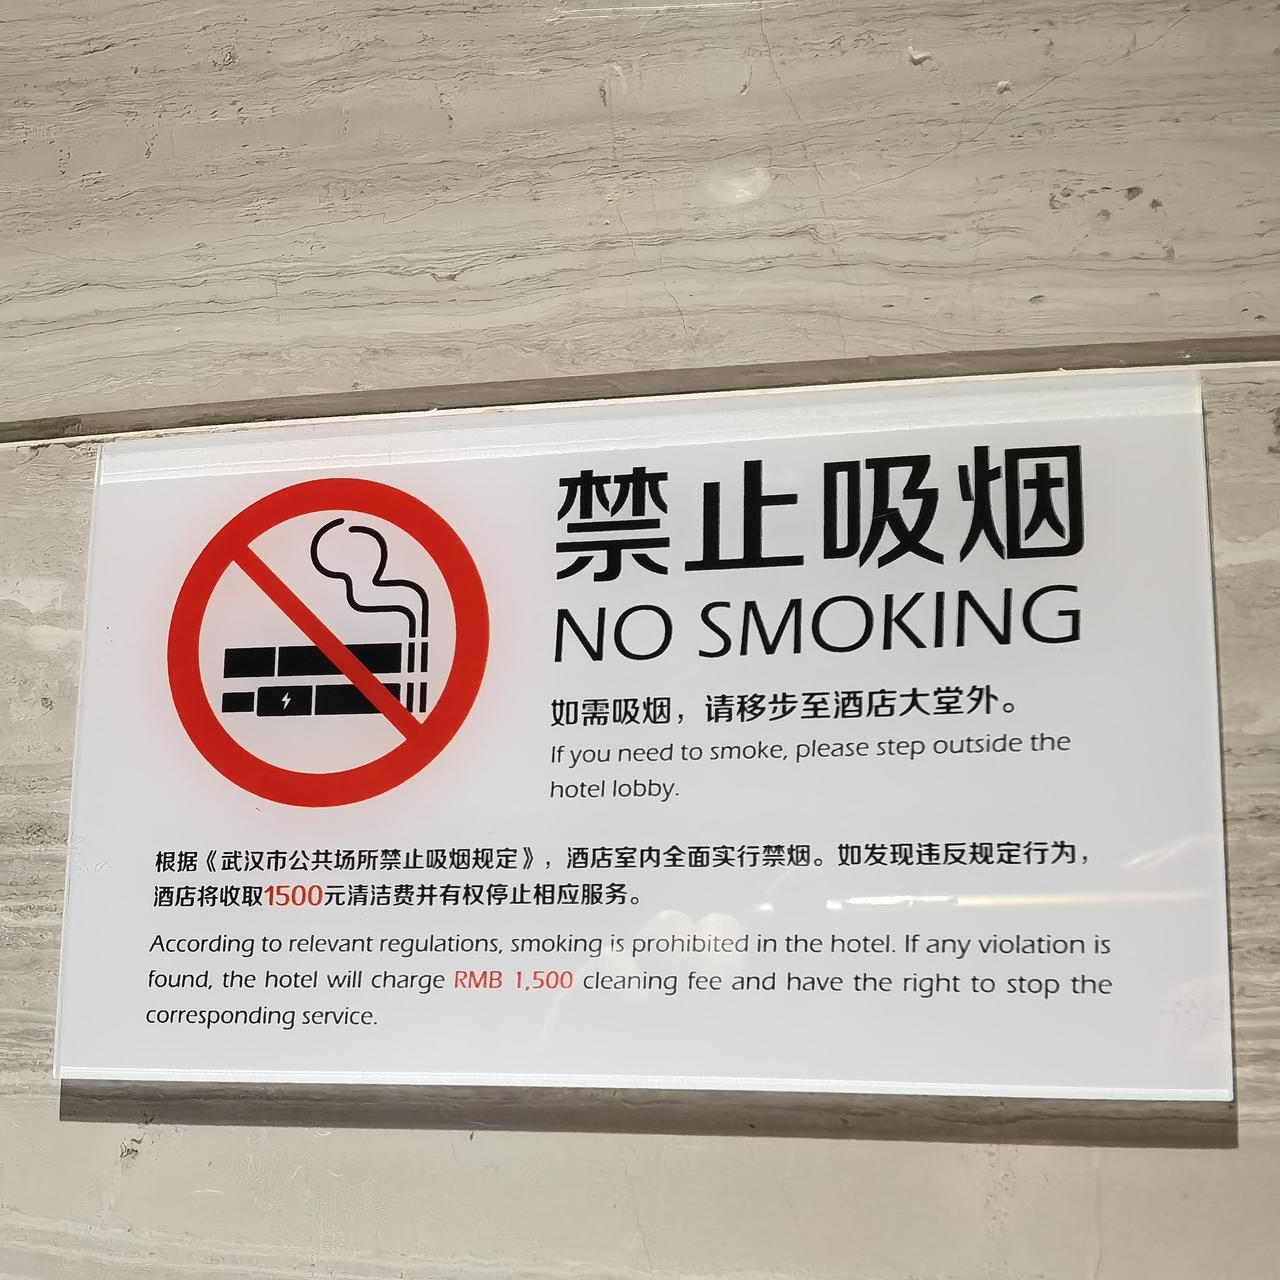 禁止吸烟
NO SMOKING
如需吸烟，请移步至酒店大堂外。
If you need to smoke, please step outside the
hotel lobby.
根据《武汉市公共场所禁止吸烟规定》，酒店室内全面实行禁烟。如发现违反规定行为，
酒店将收取1500元清洁费并有权停止相应服务。
According to relevant regulations, smoking is prohibited in the hotel. If any violation is
found, the hotel will charge RMB 1,500 cleaning fee and have the right to stop the
corresponding service.